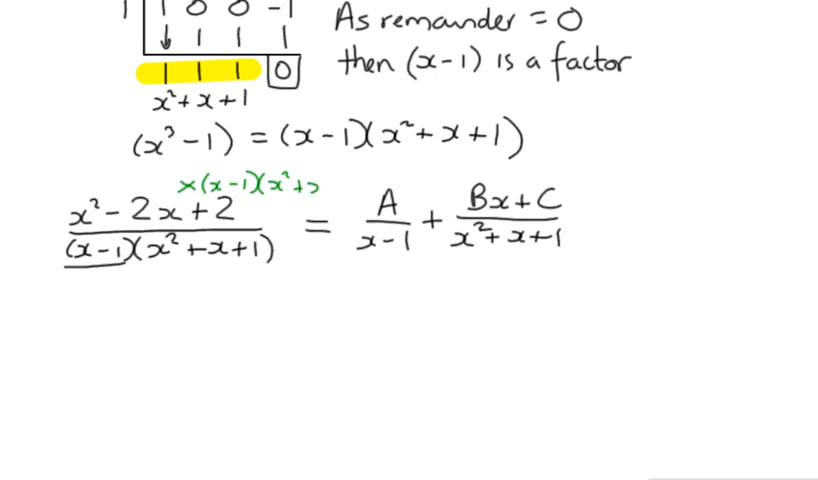 1 | 1 0 0 -1 As remainder = 0
↓ 1 1 1
1 1 1 0 then (x-1) is a factor
x² + x + 1
(x³ - 1) = (x - 1)(x² + x + 1)
×(x-1)(x²+
x² - 2x + 2 / (x-1)(x² + x + 1) = A / x-1 + Bx + C / x² + x + 1